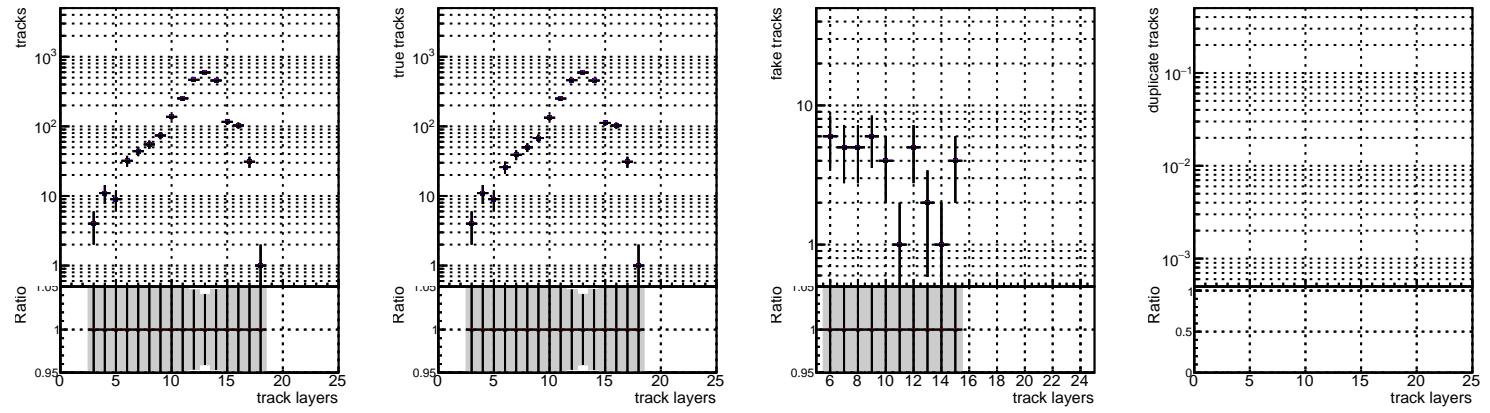 tracks
10³
10²
10
1
Ratio
1.05
1
0.95
0 5 10 15 20 25
track layers
true tracks
10³
10²
10
1
Ratio
1.05
1
0.95
0 5 10 15 20 25
track layers
fake tracks
10
1
Ratio
1.05
1
0.95
6 8 10 12 14 16 18 20 22 24
track layers
duplicate tracks
10⁻¹
10⁻²
10⁻³
Ratio
1
0.5
0
0 5 10 15 20 25
track layers